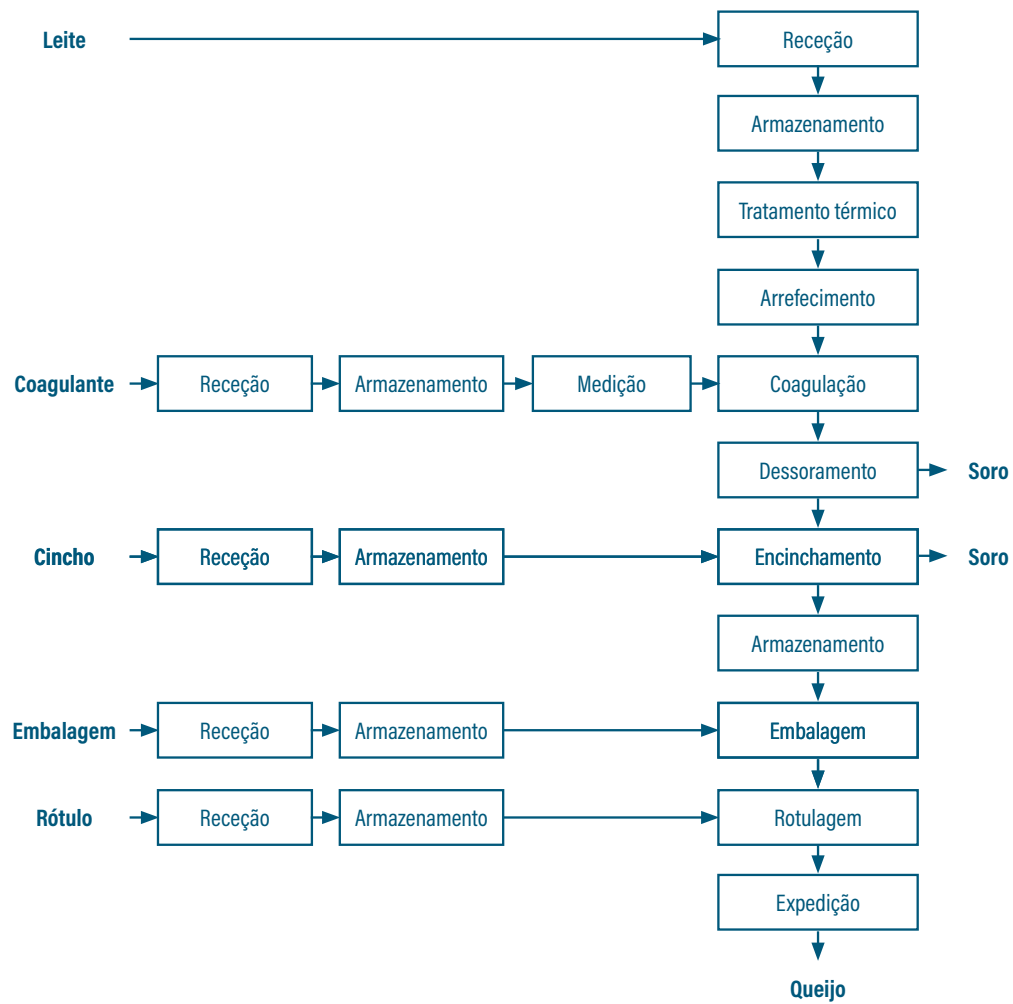 Leite
Receção
Armazenamento
Tratamento térmico
Arrefecimento
Coagulante
Receção
Armazenamento
Medição
Coagulação
Dessoramento
Soro
Cincho
Receção
Armazenamento
Encinchamento
Soro
Armazenamento
Embalagem
Receção
Armazenamento
Embalagem
Rótulo
Receção
Armazenamento
Rotulagem
Expedição
Queijo